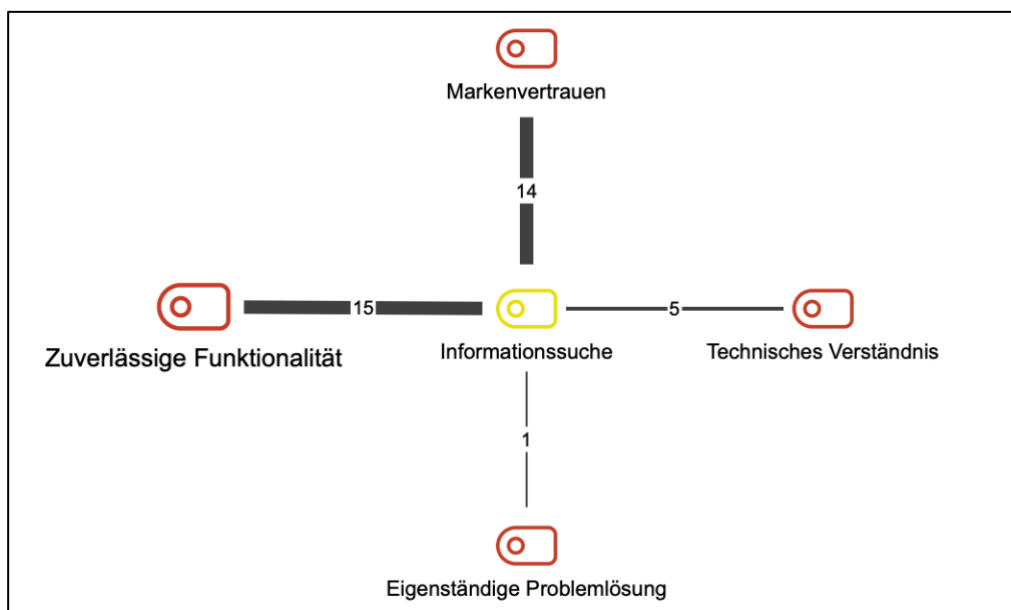 Markenvertrauen
14
15
5
Zuverlässige Funktionalität
Informationssuche
Technisches Verständnis
1
Eigenständige Problemlösung